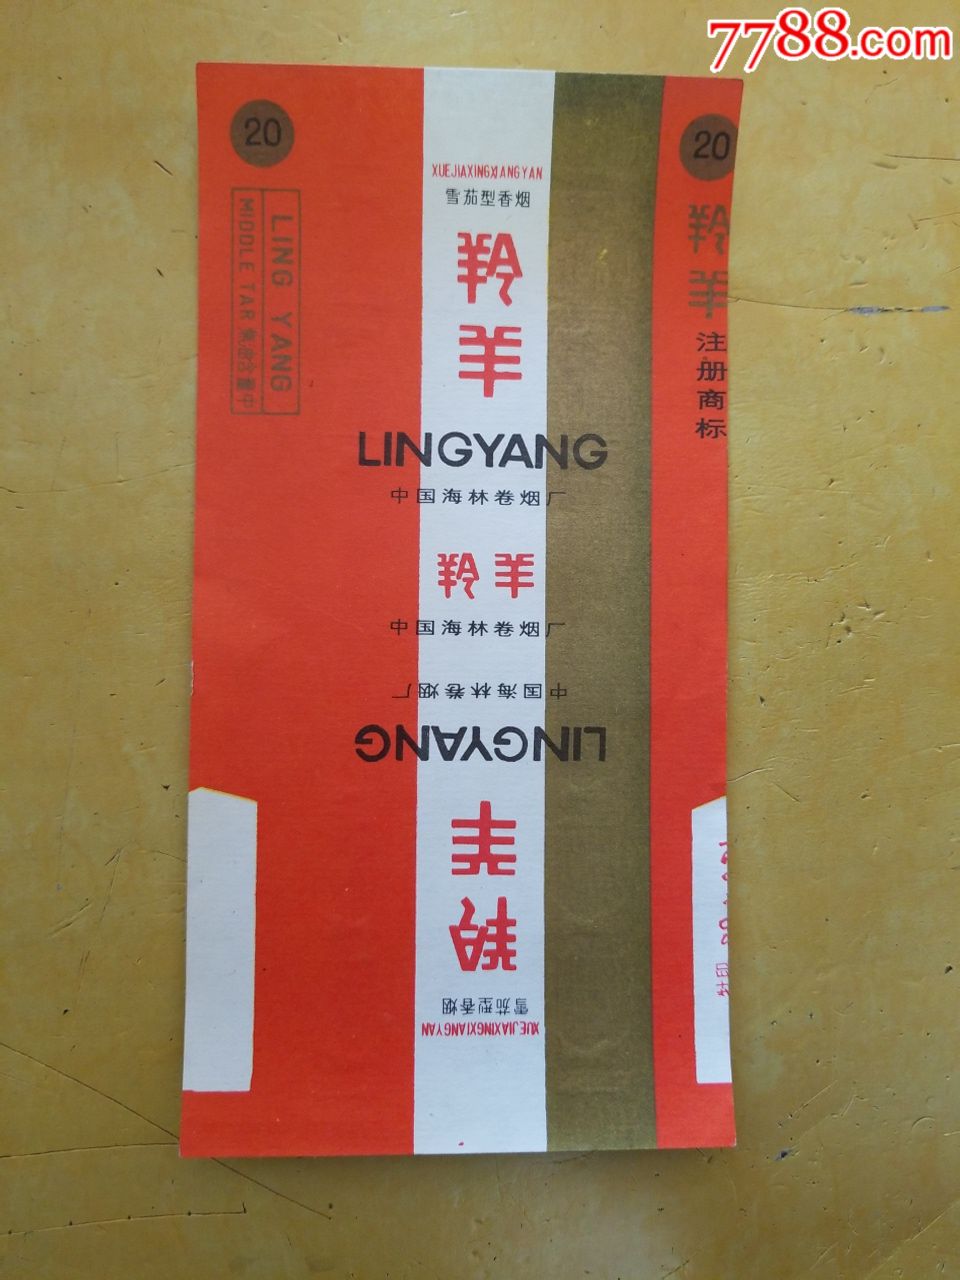 7788.com
20
LING YANG
MIDDLE TAR 焦油含量中
XUEJIAXINGXIANGYAN
雪茄型香烟
羚羊
LINGYANG
中国海林卷烟厂
羚羊
中国海林卷烟厂
中国海林卷烟厂
LINGYANG
羚羊
雪茄型香烟
XUEJIAXINGXIANGYAN
20
羚羊
注册商标
牡印